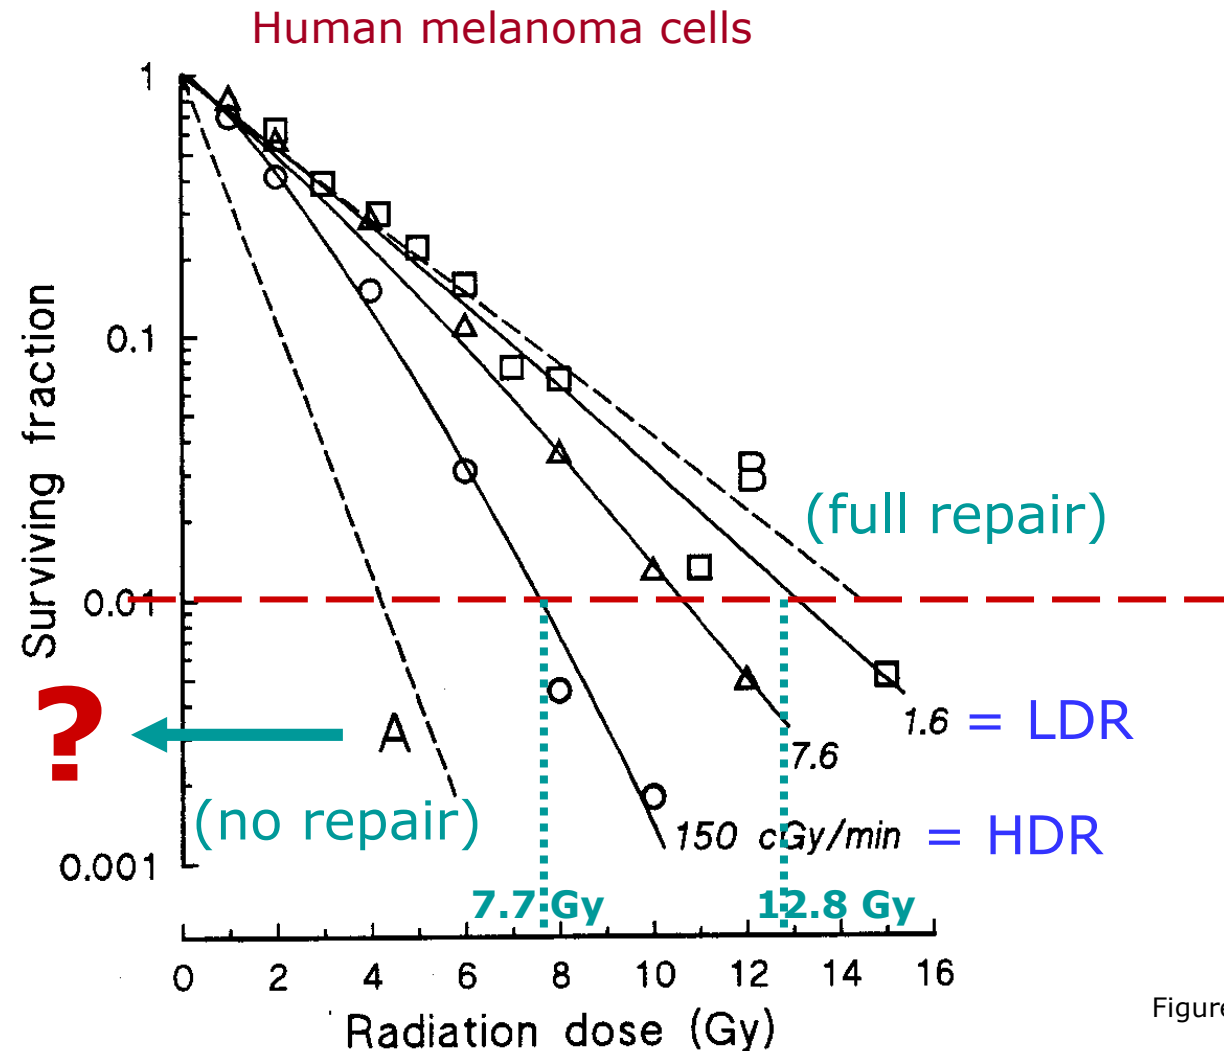 Human melanoma cells
1
0.1
0.01
0.001
Surviving fraction
B
(full repair)
?
A
(no repair)
1.6 = LDR
7.6
150 cGy/min = HDR
7.7 Gy
12.8 Gy
0 2 4 6 8 10 12 14 16
Radiation dose (Gy)
Figure